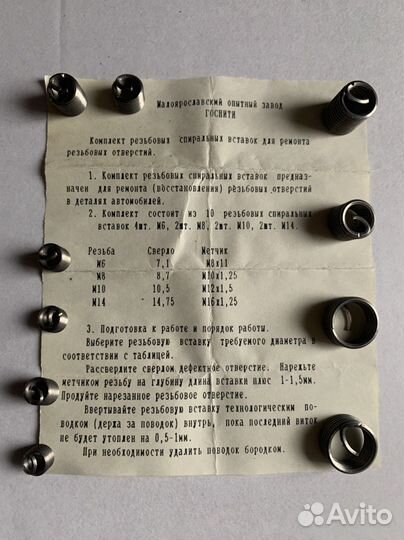 Малоярославский опытный завод
ГОСНИТИ
Комплект резьбовых спиральных вставок для ремонта
резьбовых отверстий.
1. Комплект резьбовых спиральных вставок предназ-
начен для ремонта (восстановления) резьбовых отверстий
в деталях автомобилей.
2. Комплект состоит из 10 резьбовых спиральных
вставок 4шт. М6, 2шт. М8, 2шт. М10, 2шт. М14.
Резьба Сверло Метчик
М6 7,1 М8х11
М8 8,7 М10х1,25
М10 10,5 М12х1,5
М14 14,75 М16х1,25
3. Подготовка к работе и порядок работы.
Выберите резьбовую вставку требуемого диаметра в
соответствии с таблицей.
Рассверлите сверлом дефектное отверстие. Нарежьте
метчиком резьбу на глубину длина вставки плюс 1-1,5мм.
Продуйте нарезанное резьбовое отверстие.
Ввертывайте резьбовую вставку технологическим по-
водком (держа за поводок) внутрь, пока последний виток
не будет утоплен на 0,5-1мм.
При необходимости удалить поводок бородком.
Avito